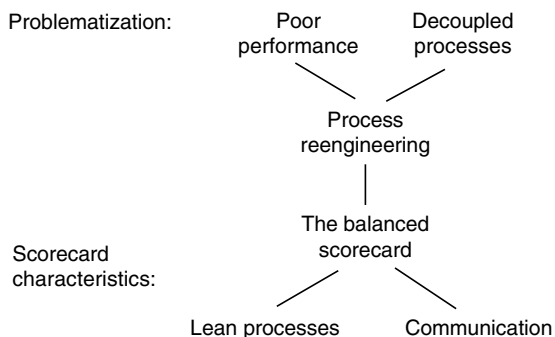 Problematization:
Poor
performance
Decoupled
processes
Process
reengineering
The balanced
scorecard
Scorecard
characteristics:
Lean processes
Communication